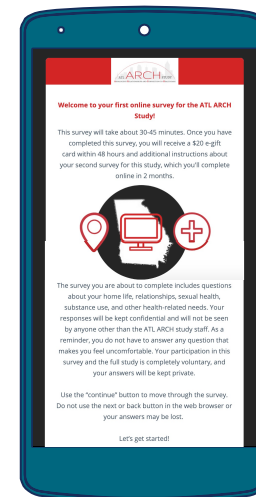 ATL ARCH STUDY
Welcome to your first online survey for the ATL ARCH
Study!
This survey will take about 30-45 minutes. Once you have
completed this survey, you will receive a $20 e-gift
card within 48 hours and additional instructions about
your second survey for this study, which you'll complete
online in 2 months.
The survey you are about to complete includes questions
about your home life, relationships, sexual health,
substance use, and other health-related needs. Your
responses will be kept confidential and will not be seen
by anyone other than the ATL ARCH study staff. As a
reminder, you do not have to answer any question that
makes you feel uncomfortable. Your participation in this
survey and the full study is completely voluntary, and
your answers will be kept private.
Use the "continue" button to move through the survey.
Do not use the next or back button in the web browser or
your answers may be lost.
Let's get started!